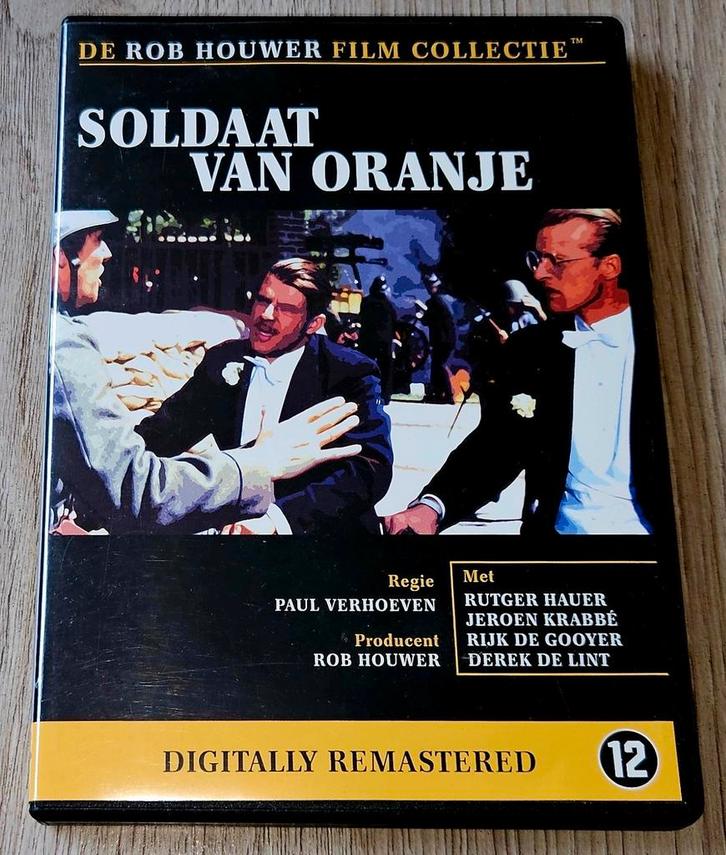 DE ROB HOUWER FILM COLLECTIE™
SOLDAAT
VAN ORANJE
Regie
PAUL VERHOEVEN
Producent
ROB HOUWER
Met
RUTGER HAUER
JEROEN KRABBÉ
RIJK DE GOOYER
DEREK DE LINT
DIGITALLY REMASTERED
12